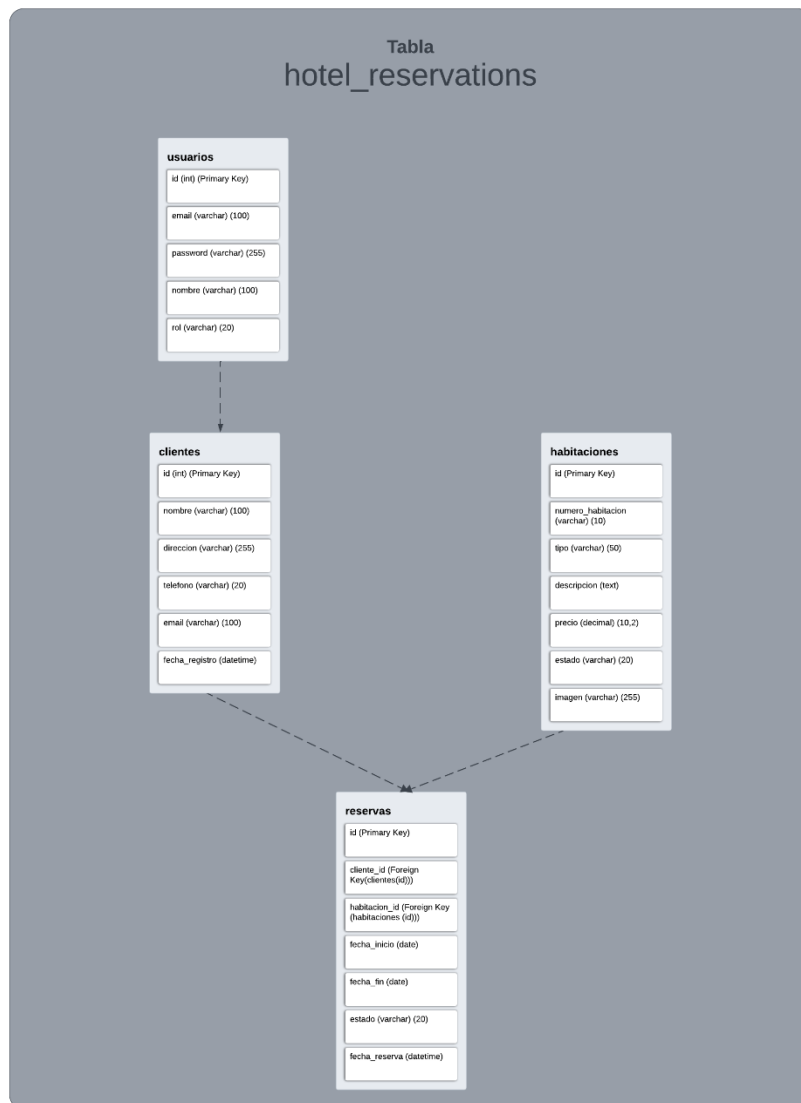 Tabla
hotel_reservations
usuarios
id (int) (Primary Key)
email (varchar) (100)
password (varchar) (255)
nombre (varchar) (100)
rol (varchar) (20)
clientes
id (int) (Primary Key)
nombre (varchar) (100)
direccion (varchar) (255)
telefono (varchar) (20)
email (varchar) (100)
fecha_registro (datetime)
habitaciones
id (Primary Key)
numero_habitacion
(varchar) (10)
tipo (varchar) (50)
descripcion (text)
precio (decimal) (10,2)
estado (varchar) (20)
imagen (varchar) (255)
reservas
id (Primary Key)
cliente_id (Foreign
Key(clientes(id)))
habitacion_id (Foreign Key
(habitaciones (id)))
fecha_inicio (date)
fecha_fin (date)
estado (varchar) (20)
fecha_reserva (datetime)